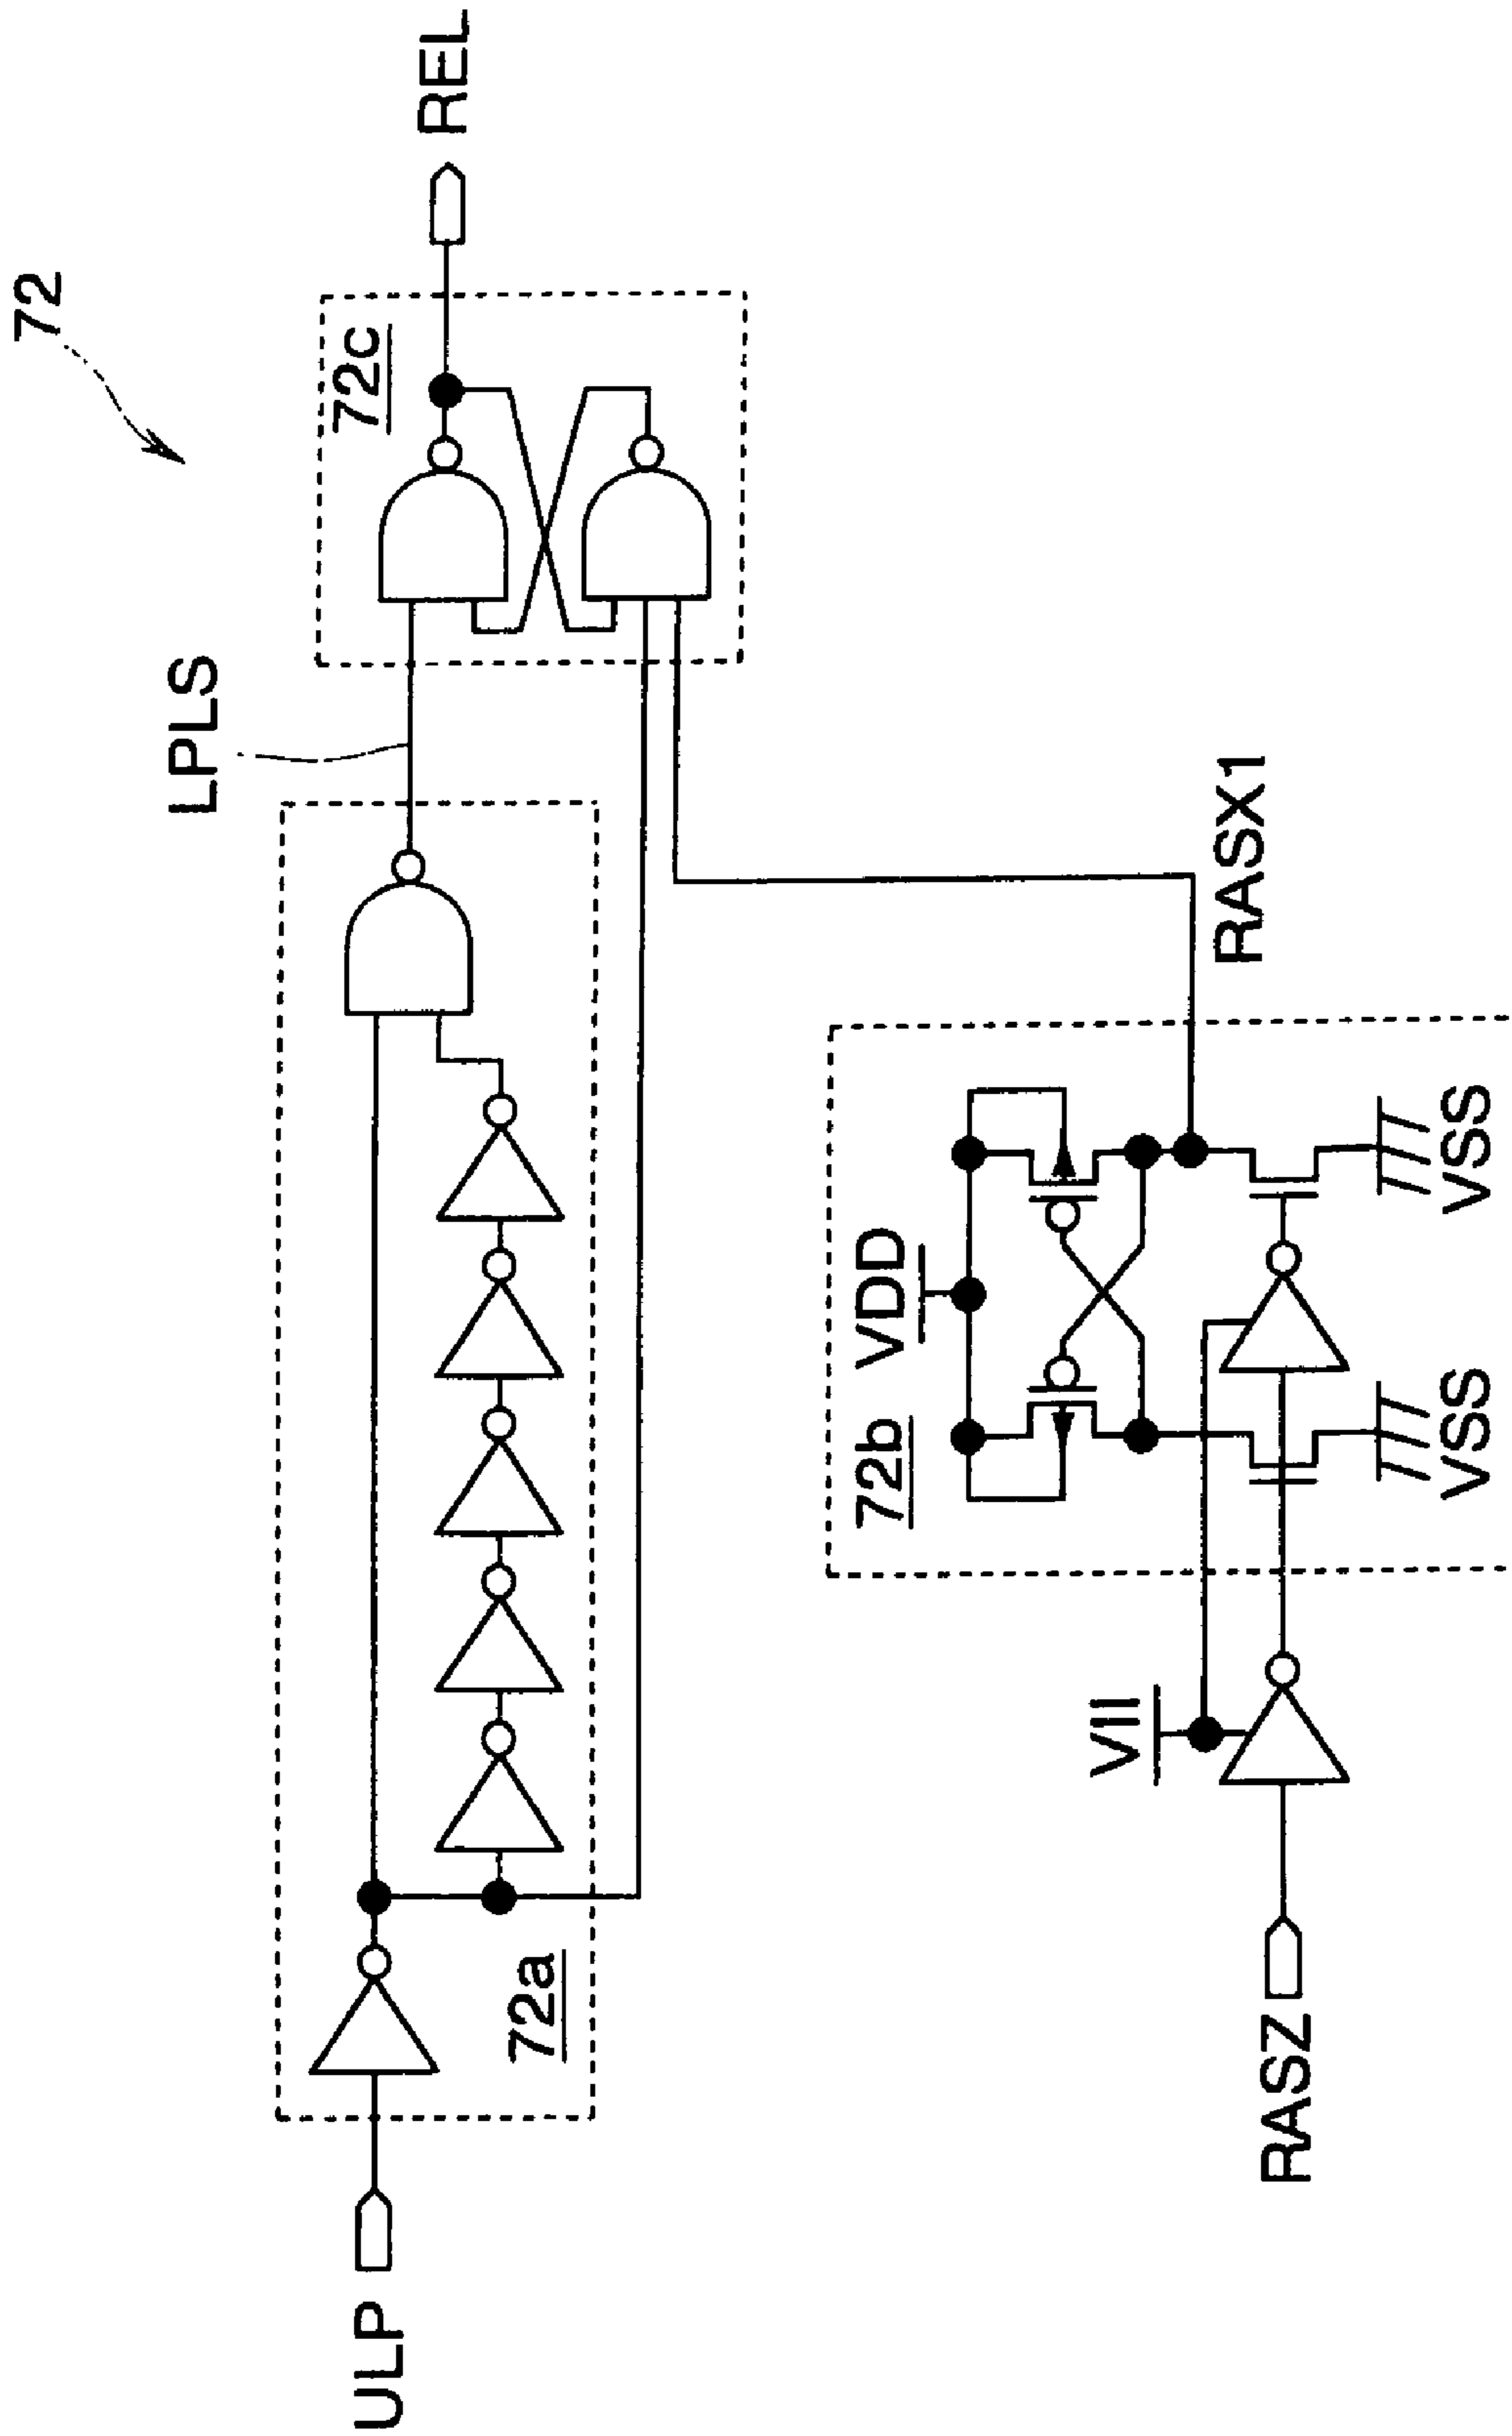 72
ULP
72a
LPLS
72c
REL
RASZ
VII
72b
VDD
VSS
VSS
RASX1